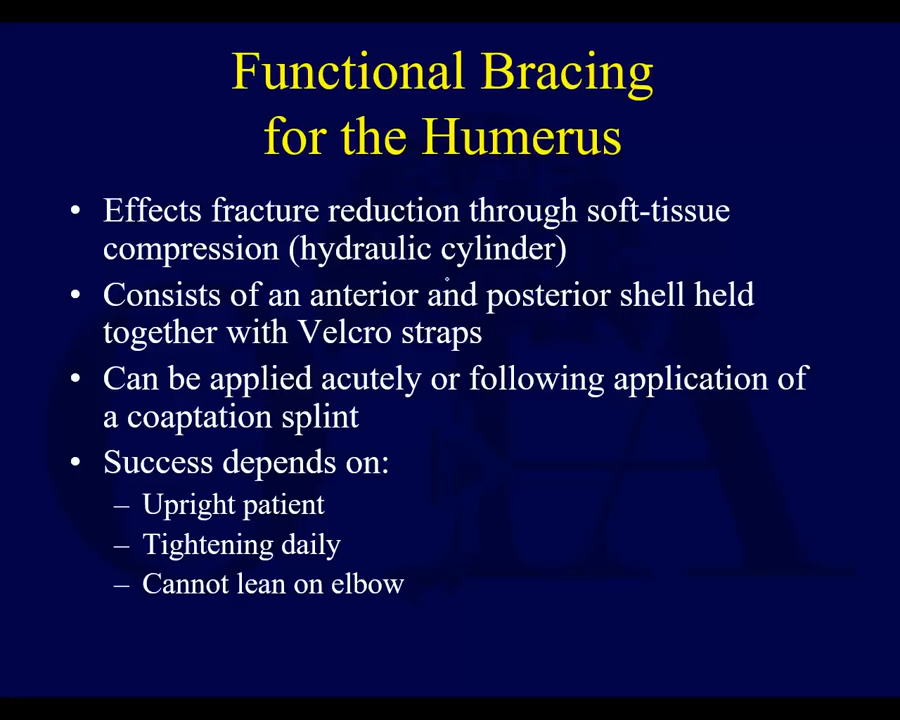 Functional Bracing
for the Humerus
• Effects fracture reduction through soft-tissue
compression (hydraulic cylinder)
• Consists of an anterior and posterior shell held
together with Velcro straps
• Can be applied acutely or following application of
a coaptation splint
• Success depends on:
– Upright patient
– Tightening daily
– Cannot lean on elbow